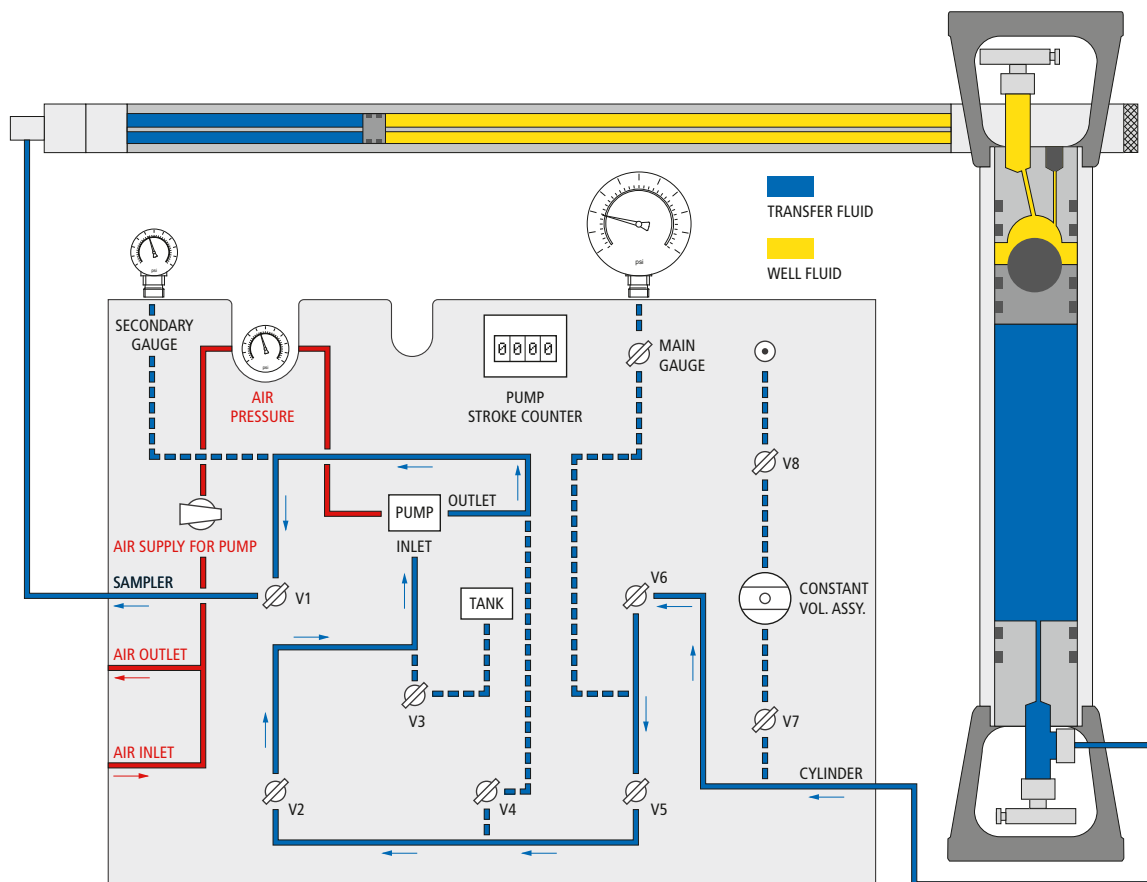 TRANSFER FLUID
WELL FLUID
psi
psi
SECONDARY
GAUGE
psi
AIR
PRESSURE
0000
PUMP
STROKE COUNTER
MAIN
GAUGE
V8
PUMP
OUTLET
INLET
AIR SUPPLY FOR PUMP
SAMPLER
V1
TANK
V6
CONSTANT
VOL. ASSY.
AIR OUTLET
V3
V7
AIR INLET
V2
V4
V5
CYLINDER